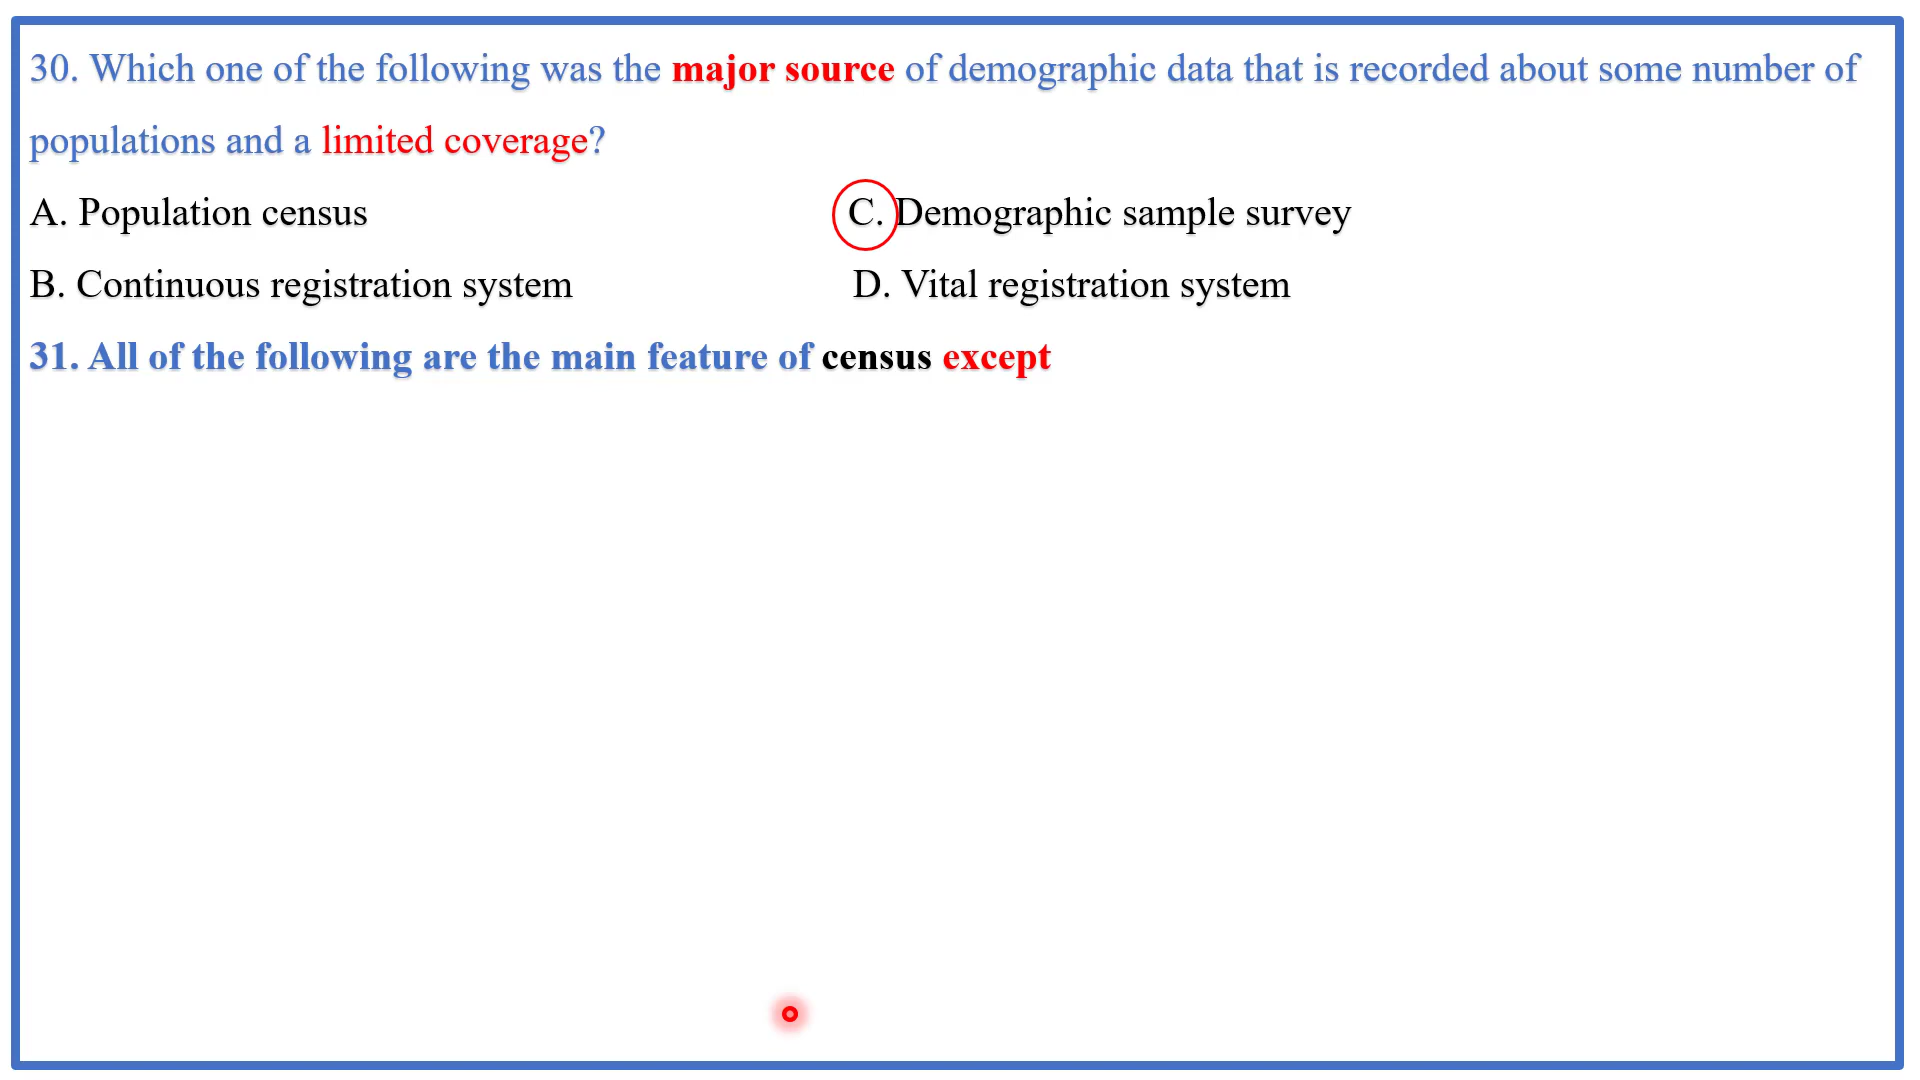 30. Which one of the following was the major source of demographic data that is recorded about some number of
populations and a limited coverage?
A. Population census C. Demographic sample survey
B. Continuous registration system D. Vital registration system
31. All of the following are the main feature of census except